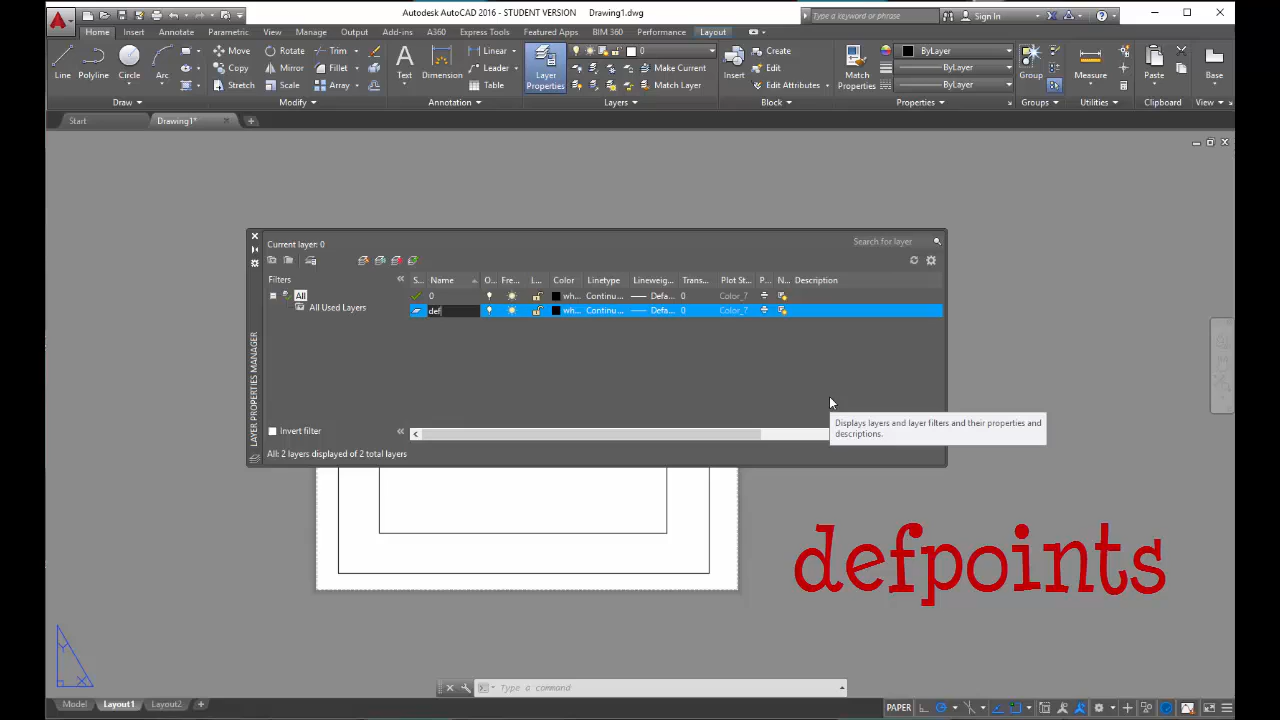 Autodesk AutoCAD 2016 - STUDENT VERSION Drawing1.dwg
Type a keyword or phrase
Sign In
Home Insert Annotate Parametric View Manage Output Add-ins A360 Express Tools Featured Apps BIM 360 Performance Layout
Line Polyline Circle Arc
Move Rotate Trim
Copy Mirror Fillet
Stretch Scale Array
Text Dimension
Linear
Leader
Table
Layer
Properties
0
Make Current
Match Layer
Insert
Create
Edit
Edit Attributes
Match
Properties
ByLayer
ByLayer
ByLayer
Group
Measure
Paste
Base
Draw Modify Annotation Layers Block Properties Groups Utilities Clipboard View
Start Drawing1*
Current layer: 0
Search for layer
Filters
S... Name O Fre... L... Color Linetype Lineweig... Trans... Plot St... P... N... Description
All
All Used Layers
0 wh... Continu... Defa... 0 Color_7
def wh... Continu... Defa... 0 Color_7
LAYER PROPERTIES MANAGER
Invert filter
All: 2 layers displayed of 2 total layers
Displays layers and layer filters and their properties and
descriptions.
defpoints
Y
X
Type a command
Model Layout1 Layout2
PAPER